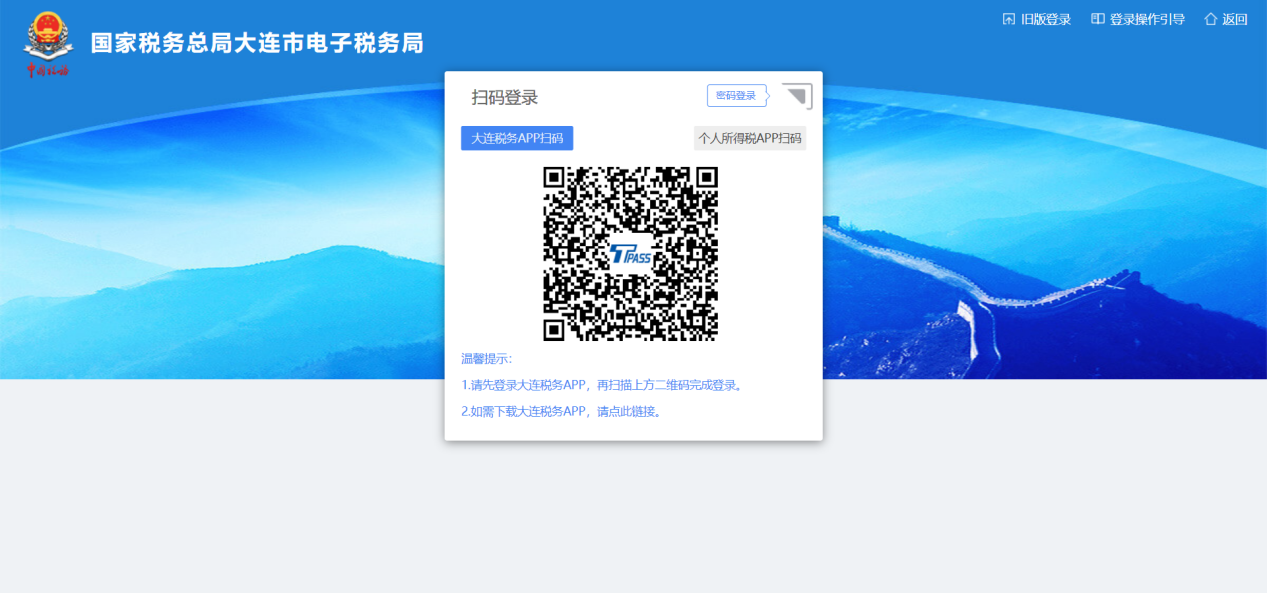 旧版登录 登录操作引导 返回
国家税务总局大连市电子税务局
中国税务
扫码登录 密码登录
大连税务APP扫码 个人所得税APP扫码
TPASS
温馨提示：
1.请先登录大连税务APP，再扫描上方二维码完成登录。
2.如需下载大连税务APP，请点此链接。